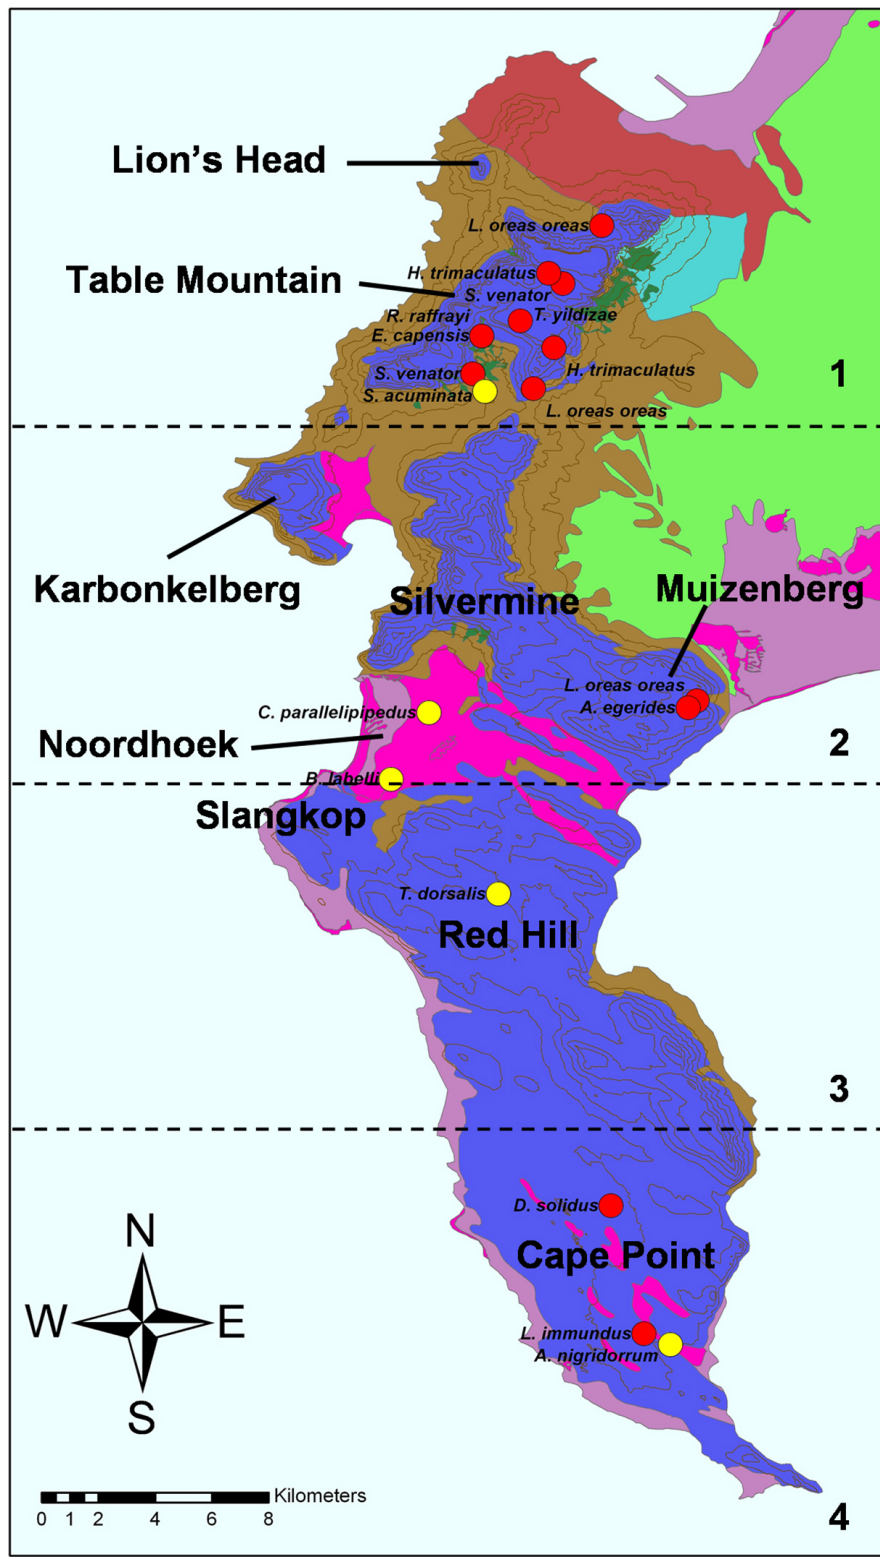 Lion's Head
L. oreas oreas
Table Mountain
H. trimaculatus
S. venator
R. raffrayi
T. yildizae
E. capensis
H. trimaculatus
S. venator
S. acuminata
L. oreas oreas
1
Karbonkelberg
Silvermine
Muizenberg
L. oreas oreas
A. egerides
C. parallelipipedus
Noordhoek
2
B. labelli
Slangkop
T. dorsalis
Red Hill
3
D. solidus
Cape Point
L. immundus
A. nigridorrum
N
W
E
S
Kilometers
0 1 2 4 6 8
4